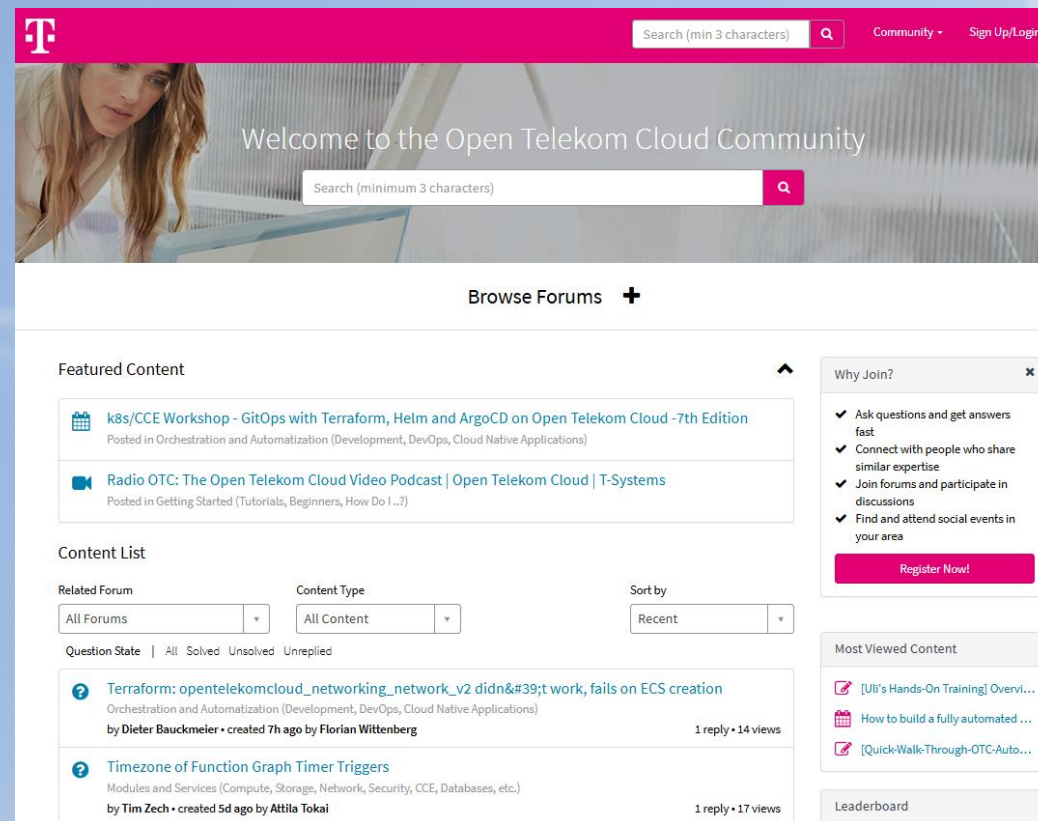 T
Search (min 3 characters)
Community
Sign Up/Login
Welcome to the Open Telekom Cloud Community
Search (minimum 3 characters)
Browse Forums
Featured Content
k8s/CCE Workshop - GitOps with Terraform, Helm and ArgoCD on Open Telekom Cloud -7th Edition
Posted in Orchestration and Automatization (Development, DevOps, Cloud Native Applications)
Radio OTC: The Open Telekom Cloud Video Podcast | Open Telekom Cloud | T-Systems
Posted in Getting Started (Tutorials, Beginners, How Do I ..?)
Content List
Related Forum
Content Type
Sort by
All Forums
All Content
Recent
Question State | All Solved Unsolved Unreplied
Terraform: opentelekomcloud_networking_network_v2 didn&#39;t work, fails on ECS creation
Orchestration and Automatization (Development, DevOps, Cloud Native Applications)
by Dieter Bauckmeier • created 7h ago by Florian Wittenberg
1 reply • 14 views
Timezone of Function Graph Timer Triggers
Modules and Services (Compute, Storage, Network, Security, CCE, Databases, etc.)
by Tim Zech • created 5d ago by Attila Tokai
1 reply • 17 views
Why Join?
Ask questions and get answers
fast
Connect with people who share
similar expertise
Join forums and participate in
discussions
Find and attend social events in
your area
Register Now!
Most Viewed Content
[Uli's Hands-On Training] Overvi...
How to build a fully automated ...
[Quick-Walk-Through-OTC-Auto...
Leaderboard